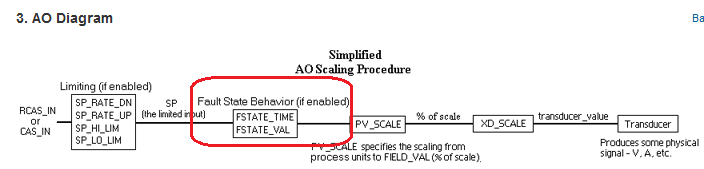 3. AO Diagram
Ba
Simplified
AO Scaling Procedure
Limiting (if enabled)
RCAS_IN
or
CAS_IN
SP_RATE_DN
SP_RATE_UP
SP_HI_LIM
SP_LO_LIM
SP
(the limited input)
Fault State Behavior (if enabled)
FSTATE_TIME
FSTATE_VAL
PV_SCALE
% of scale
XD_SCALE
transducer_value
Transducer
PV_SCALE specifies the scaling from
process units to FIELD_VAL (% of scale).
Produces some physical
signal - V, A, etc.